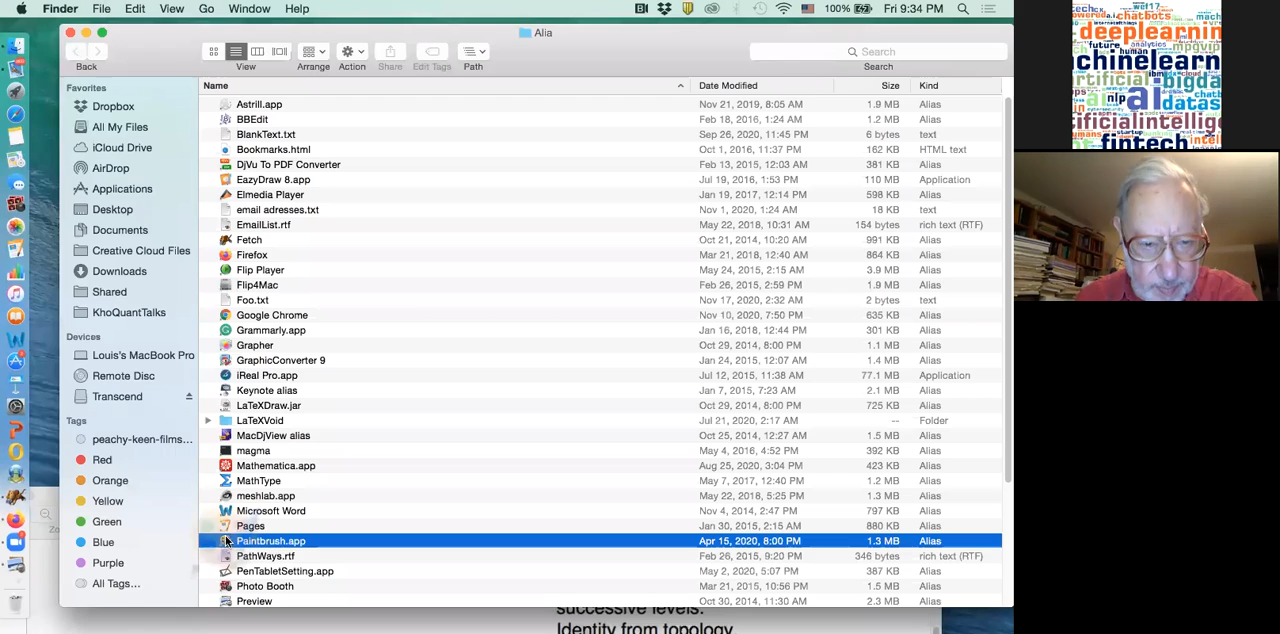 Finder File Edit View Go Window Help 100% Fri 9:34 PM
Alia
Back View Arrange Action Share Edit Tags Path Search Search
Favorites
Dropbox
All My Files
iCloud Drive
AirDrop
Applications
Desktop
Documents
Creative Cloud Files
Downloads
Shared
KhoQuantTalks
Devices
Louis's MacBook Pro
Remote Disc
Transcend
Tags
peachy-keen-films...
Red
Orange
Yellow
Green
Blue
Purple
All Tags...
Name Date Modified Size Kind
Astrill.app Nov 21, 2019, 8:05 AM 1.9 MB Alias
BBEdit Feb 18, 2016, 1:24 AM 1.2 MB Alias
BlankText.txt Sep 26, 2020, 11:45 PM 6 bytes text
Bookmarks.html Oct 1, 2016, 11:37 PM 162 KB HTML text
DjVu To PDF Converter Feb 13, 2015, 12:03 AM 381 KB Alias
EazyDraw 8.app Jul 19, 2016, 1:53 PM 110 MB Application
Elmedia Player Jan 19, 2017, 12:14 PM 598 KB Alias
email adresses.txt Nov 1, 2020, 1:24 AM 18 KB text
EmailList.rtf May 22, 2018, 10:31 AM 154 bytes rich text (RTF)
Fetch Oct 21, 2014, 10:20 AM 991 KB Alias
Firefox Mar 21, 2018, 12:40 AM 864 KB Alias
Flip Player May 24, 2015, 2:15 AM 3.9 MB Alias
Flip4Mac Feb 26, 2015, 2:59 PM 1.9 MB Alias
Foo.txt Nov 17, 2020, 2:32 AM 2 bytes text
Google Chrome Nov 10, 2020, 7:50 PM 635 KB Alias
Grammarly.app Jan 16, 2018, 12:44 PM 301 KB Alias
Grapher Oct 29, 2014, 8:00 PM 1.1 MB Alias
GraphicConverter 9 Jan 24, 2015, 12:07 AM 1.4 MB Alias
iReal Pro.app Jul 12, 2015, 11:38 AM 77.1 MB Application
Keynote alias Jan 7, 2015, 7:23 AM 2.1 MB Alias
LaTeXDraw.jar Oct 29, 2014, 8:00 PM 725 KB Alias
LaTeXVoid Jul 21, 2020, 2:17 AM -- Folder
MacDjView alias Oct 25, 2014, 12:27 AM 1.5 MB Alias
magma May 4, 2016, 4:52 PM 392 KB Alias
Mathematica.app Aug 25, 2020, 3:04 PM 423 KB Alias
MathType May 7, 2017, 12:40 PM 1.2 MB Alias
meshlab.app May 22, 2018, 5:25 PM 1.3 MB Alias
Microsoft Word Nov 4, 2014, 2:47 PM 797 KB Alias
Pages Jan 30, 2015, 2:15 AM 880 KB Alias
Paintbrush.app Apr 15, 2020, 8:00 PM 1.3 MB Alias
PathWays.rtf Feb 26, 2015, 9:20 PM 346 bytes rich text (RTF)
PenTabletSetting.app May 2, 2020, 5:07 PM 387 KB Alias
Photo Booth Mar 21, 2015, 10:56 PM 1.5 MB Alias
Preview Oct 30, 2014, 11:30 AM 2.3 MB Alias
successive levels.
Identity from topology
wef17
chatbots
deeplearnin
future analytics mpgvip
human
achinelearn
artificial bigda
nlp ai datas
artificialintellige
fintech